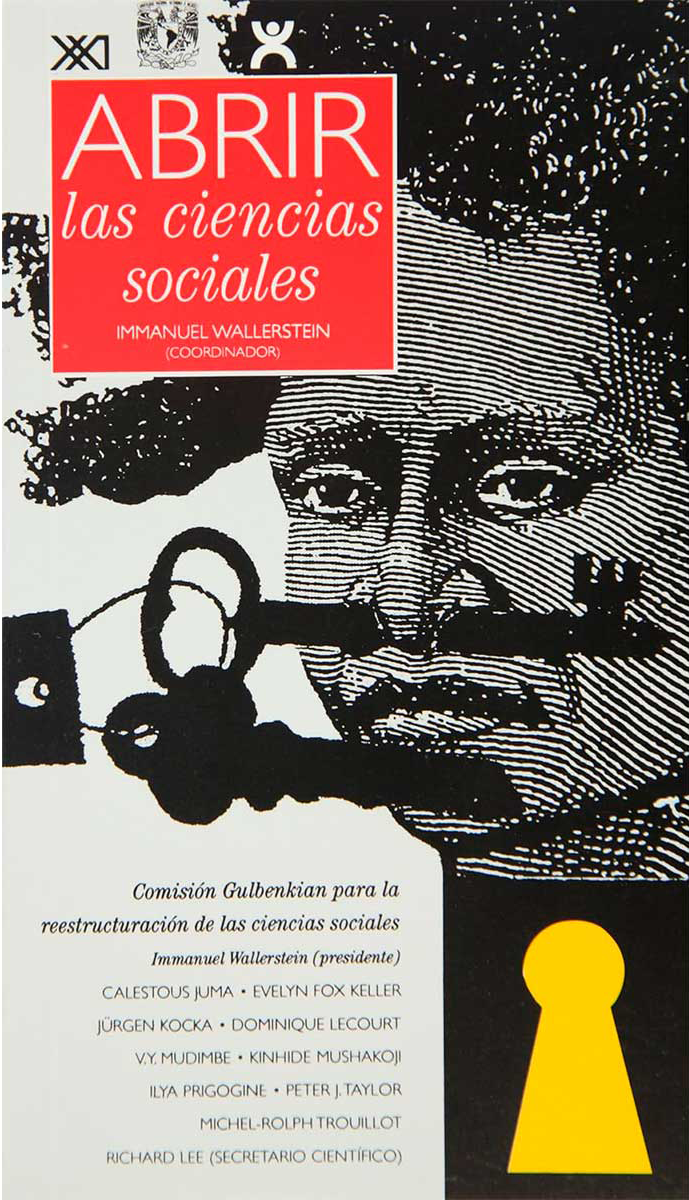 XXI
ABRIR
las ciencias
sociales
IMMANUEL WALLERSTEIN
(COORDINADOR)
Comisión Gulbenkian para la
reestructuración de las ciencias sociales
Immanuel Wallerstein (presidente)
CALESTOUS JUMA • EVELYN FOX KELLER
JÜRGEN KOCKA • DOMINIQUE LECOURT
V.Y. MUDIMBE • KINHIDE MUSHAKOJI
ILYA PRIGOGINE • PETER J. TAYLOR
MICHEL-ROLPH TROUILLOT
RICHARD LEE (SECRETARIO CIENTÍFICO)